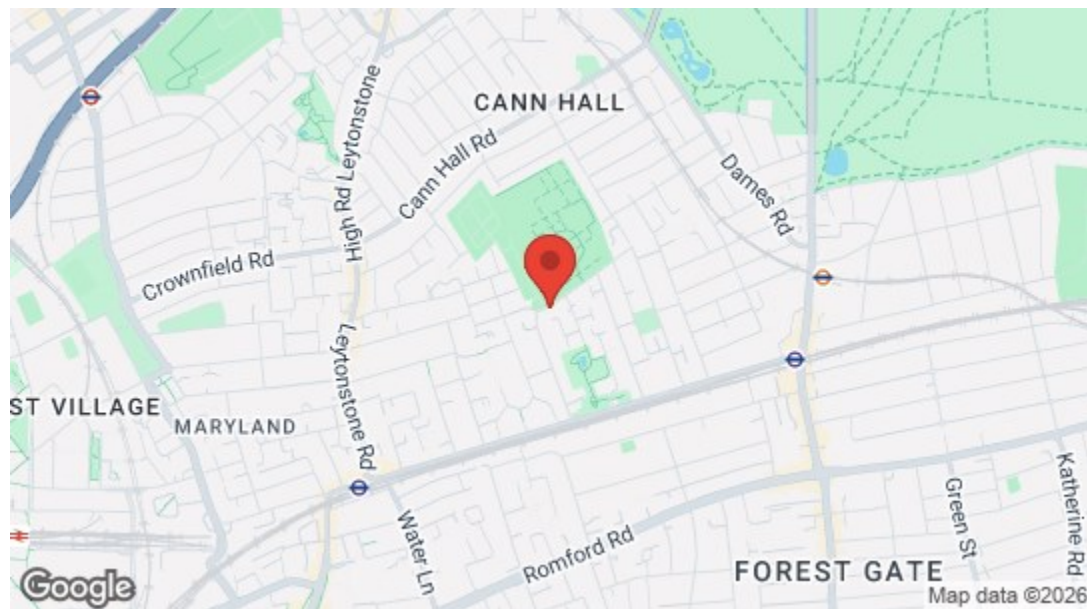 CANN HALL
High Rd Leytonstone
Cann Hall Rd
Dames Rd
Crownfield Rd
Leytonstone Rd
ST VILLAGE
MARYLAND
Water Ln
Romford Rd
Green St
Katherine Rd
FOREST GATE
Google
Map data ©2026